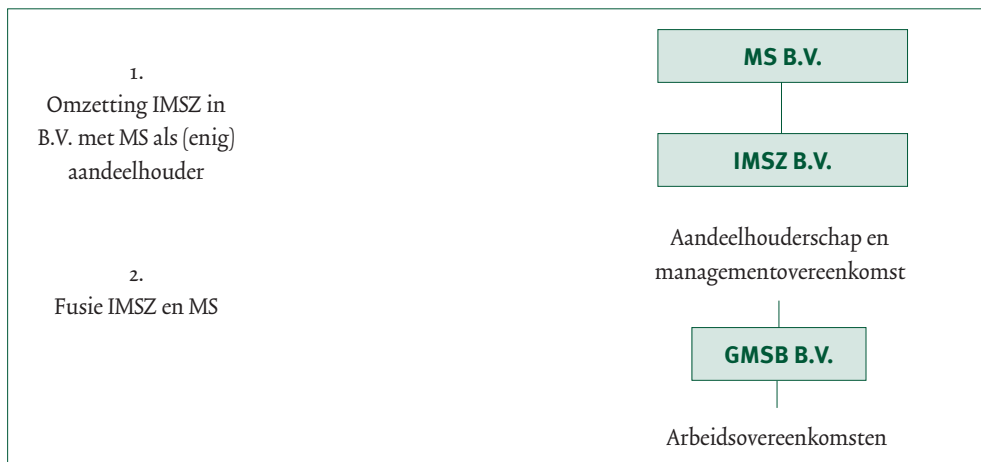 1.
Omzetting IMSZ in
B.V. met MS als (enig)
aandeelhouder
2.
Fusie IMSZ en MS
MS B.V.
IMSZ B.V.
Aandeelhouderschap en
managementovereenkomst
GMSB B.V.
Arbeidsovereenkomsten